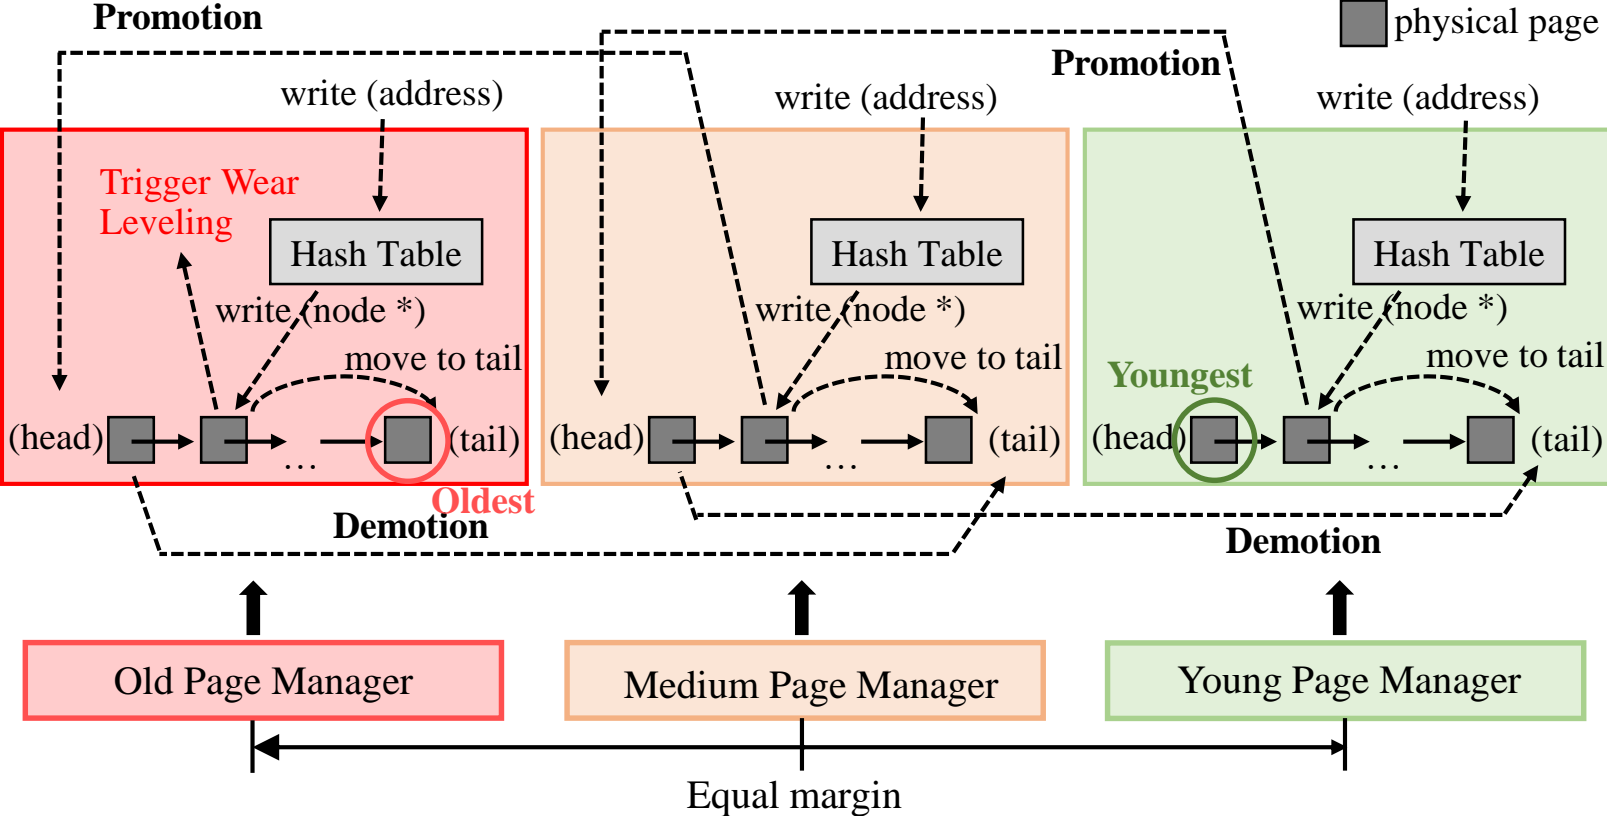 Promotion
physical page
Promotion
write (address)
write (address)
write (address)
Trigger Wear
Leveling
Hash Table
Hash Table
Hash Table
write (node *)
write (node *)
write (node *)
move to tail
move to tail
move to tail
Youngest
(head)
...
(tail)
(head)
...
(tail)
(head)
...
(tail)
Oldest
Demotion
Demotion
Old Page Manager
Medium Page Manager
Young Page Manager
Equal margin